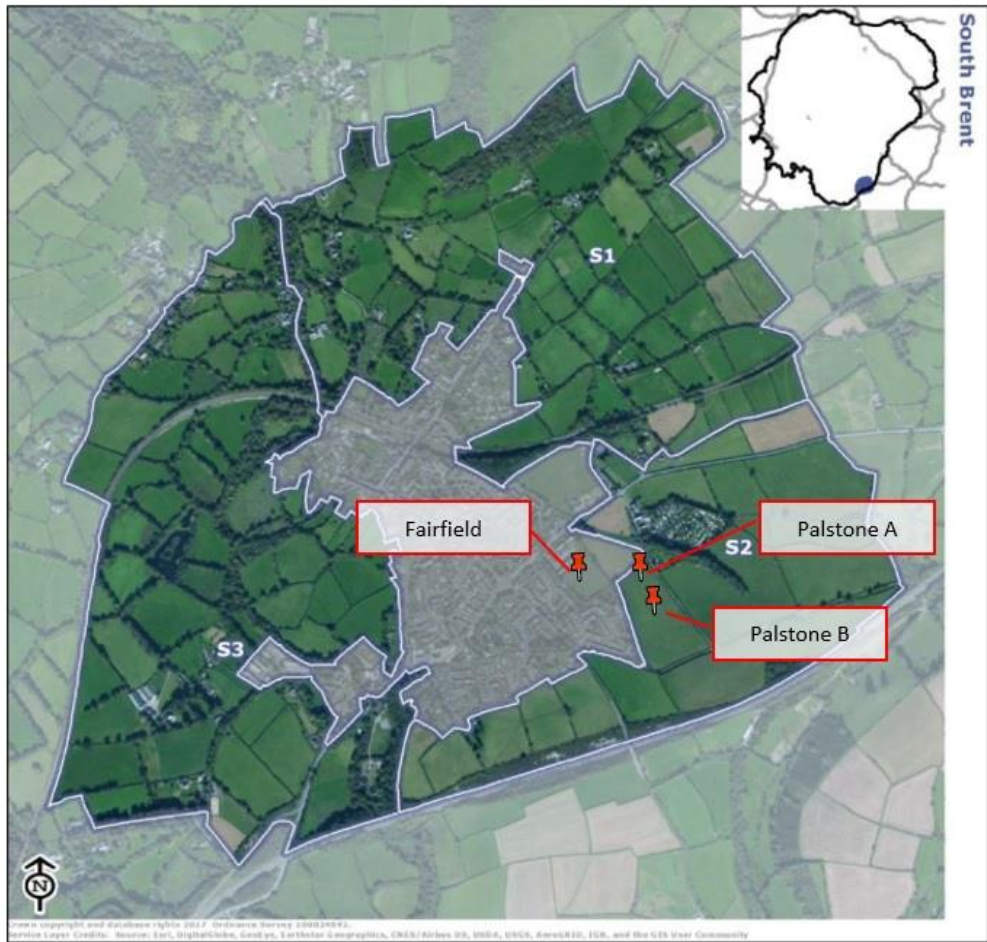 South Brent
S1
Fairfield
Palstone A
S2
Palstone B
S3
N
Crown copyright and database rights 2017 Ordnance Survey 100024842.
Service Layer Credits: Source: Esri, DigitalGlobe, GeoEye, Earthstar Geographics, CNES/Airbus DS, USDA, USGS, AeroGRID, IGN, and the GIS User Community